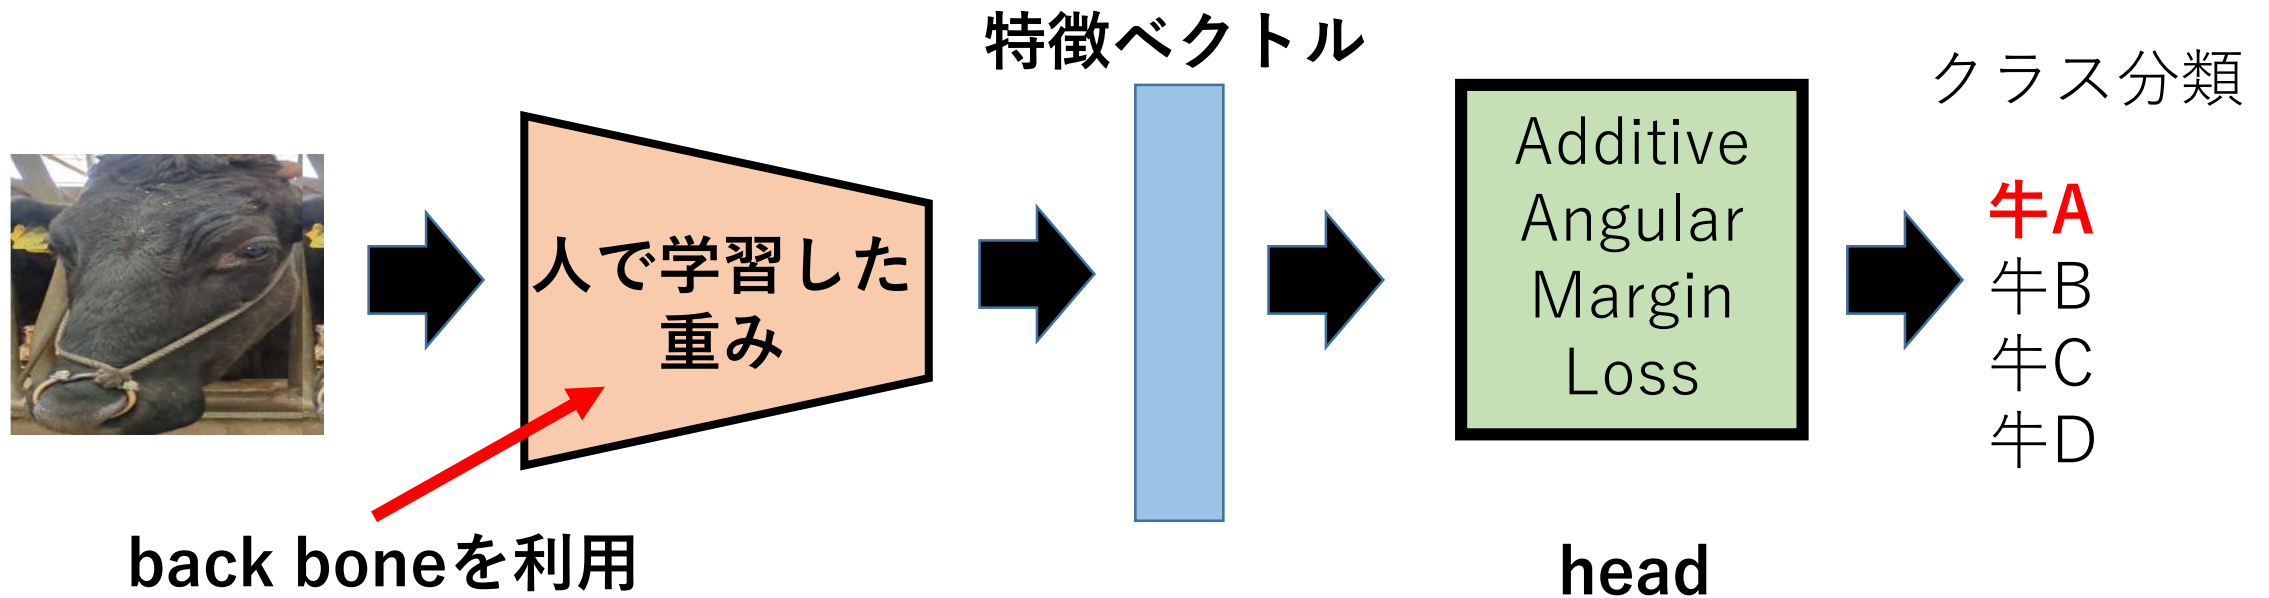 特徴ベクトル
クラス分類
人で学習した
重み
Additive
Angular
Margin
Loss
牛A
牛B
牛C
牛D
back boneを利用
head